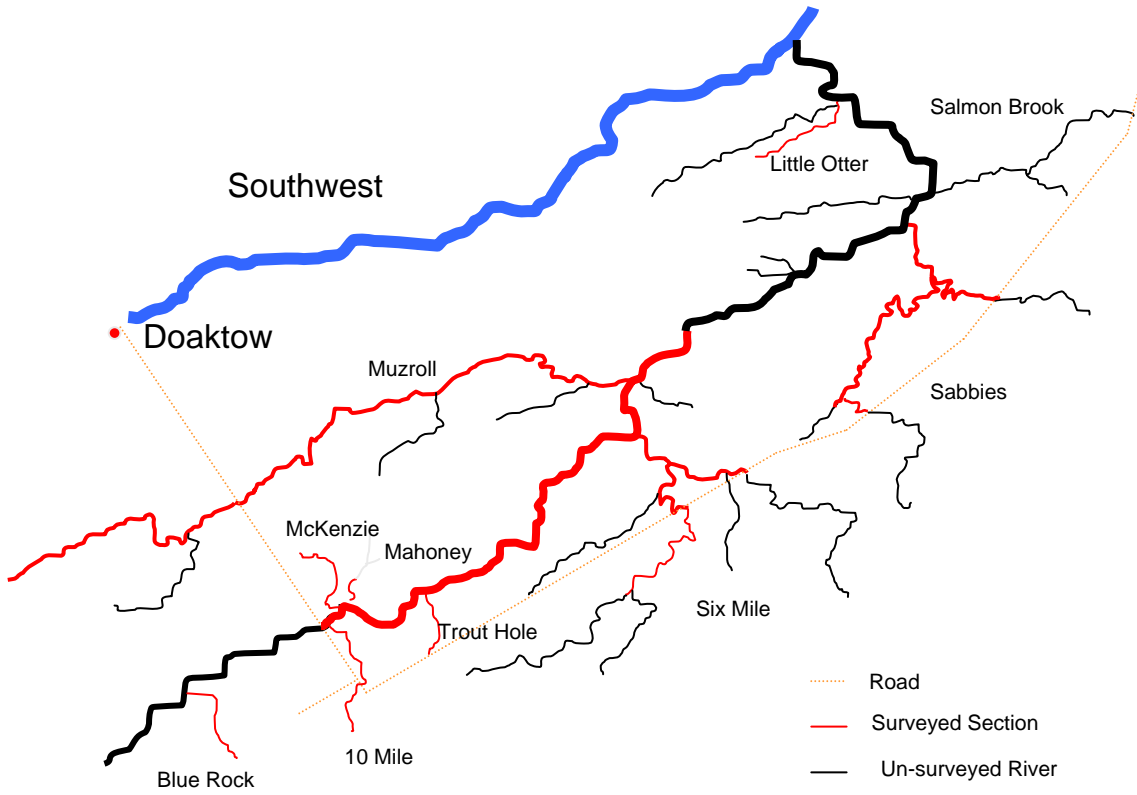 Salmon Brook
Little Otter
Southwest
Doaktow
Muzroll
Sabbies
McKenzie
Mahoney
Six Mile
Trout Hole
Road
Surveyed Section
10 Mile
Un-surveyed River
Blue Rock